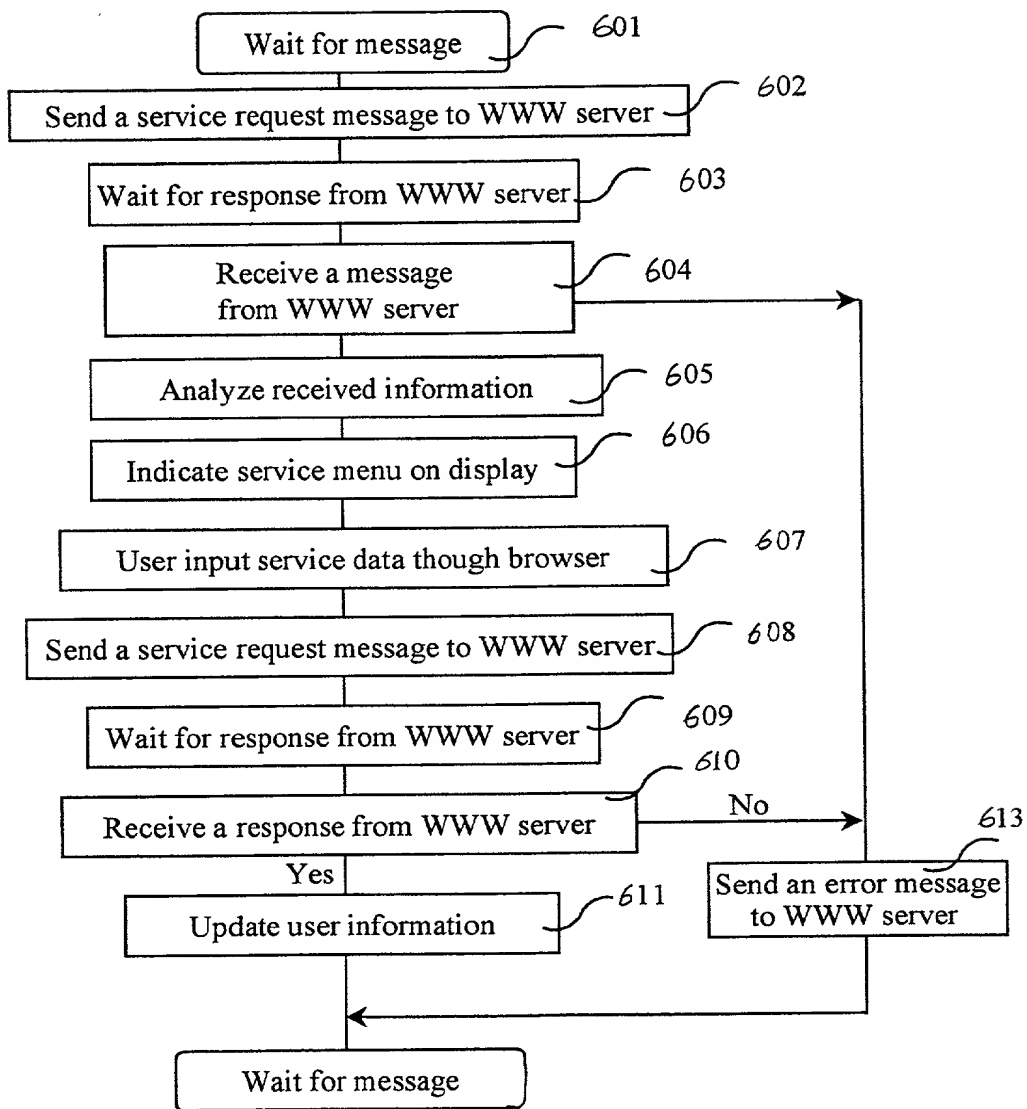 Wait for message
601
Send a service request message to WWW server
602
Wait for response from WWW server
603
Receive a message
from WWW server
604
Analyze received information
605
Indicate service menu on display
606
User input service data though browser
607
Send a service request message to WWW server
608
Wait for response from WWW server
609
Receive a response from WWW server
610
No
Yes
613
Send an error message
to WWW server
Update user information
611
Wait for message